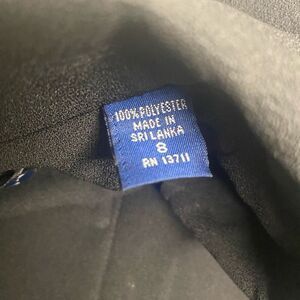 100% POLYESTER
MADE IN
SRI LANKA
8
RN 13711